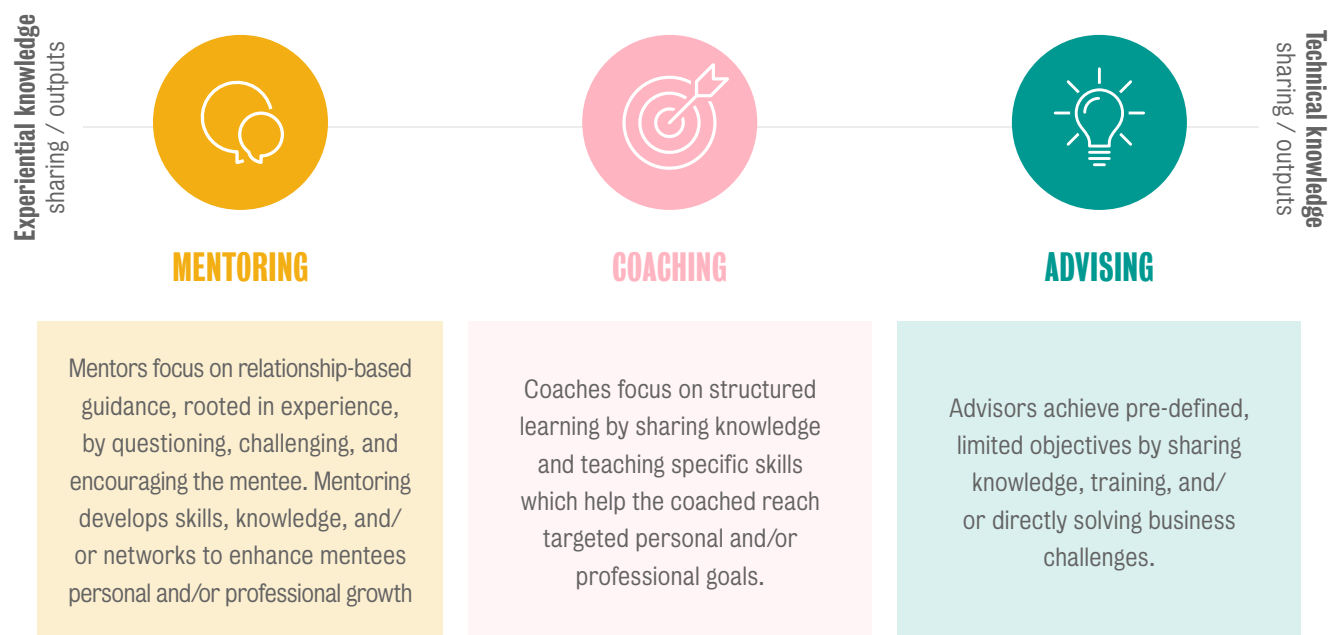 Experiential knowledge
sharing / outputs
Technical knowledge
sharing / outputs
MENTORING
Mentors focus on relationship-based
guidance, rooted in experience,
by questioning, challenging, and
encouraging the mentee. Mentoring
develops skills, knowledge, and/
or networks to enhance mentees
personal and/or professional growth
COACHING
Coaches focus on structured
learning by sharing knowledge
and teaching specific skills
which help the coached reach
targeted personal and/or
professional goals.
ADVISING
Advisors achieve pre-defined,
limited objectives by sharing
knowledge, training, and/
or directly solving business
challenges.